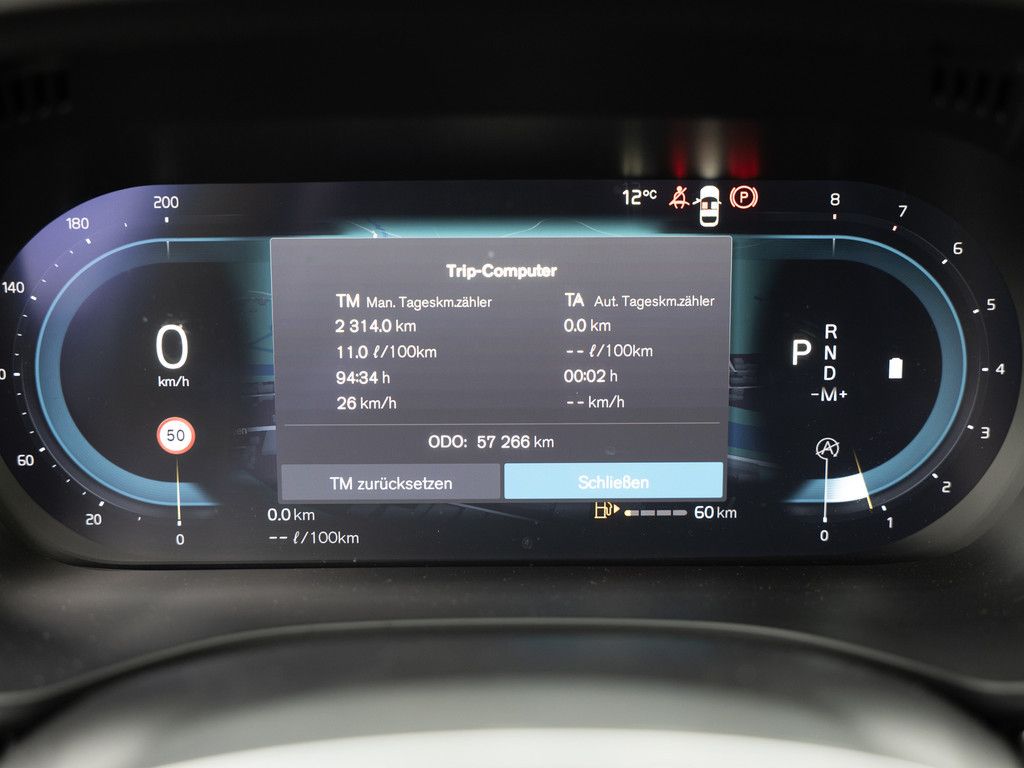 12°C
P
200
180
140
0
60
20
0
8
7
6
5
4
3
2
1
0
0
km/h
50
Trip-Computer
TM Man. Tageskm.zähler
2 314.0 km
11.0 ℓ/100km
94:34 h
26 km/h
TA Aut. Tageskm.zähler
0.0 km
-- ℓ/100km
00:02 h
-- km/h
ODO: 57 266 km
TM zurücksetzen
Schließen
P
R
N
D
-M+
A
0.0 km
-- ℓ/100km
60 km